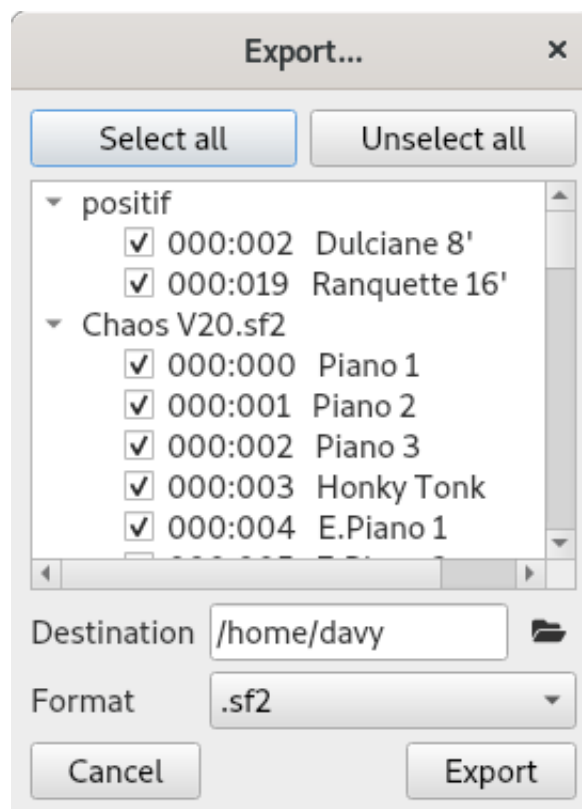 Export...
Select all
Unselect all
positif
000:002 Dulciane 8'
000:019 Ranquette 16'
Chaos V20.sf2
000:000 Piano 1
000:001 Piano 2
000:002 Piano 3
000:003 Honky Tonk
000:004 E.Piano 1
Destination /home/davy
Format .sf2
Cancel
Export